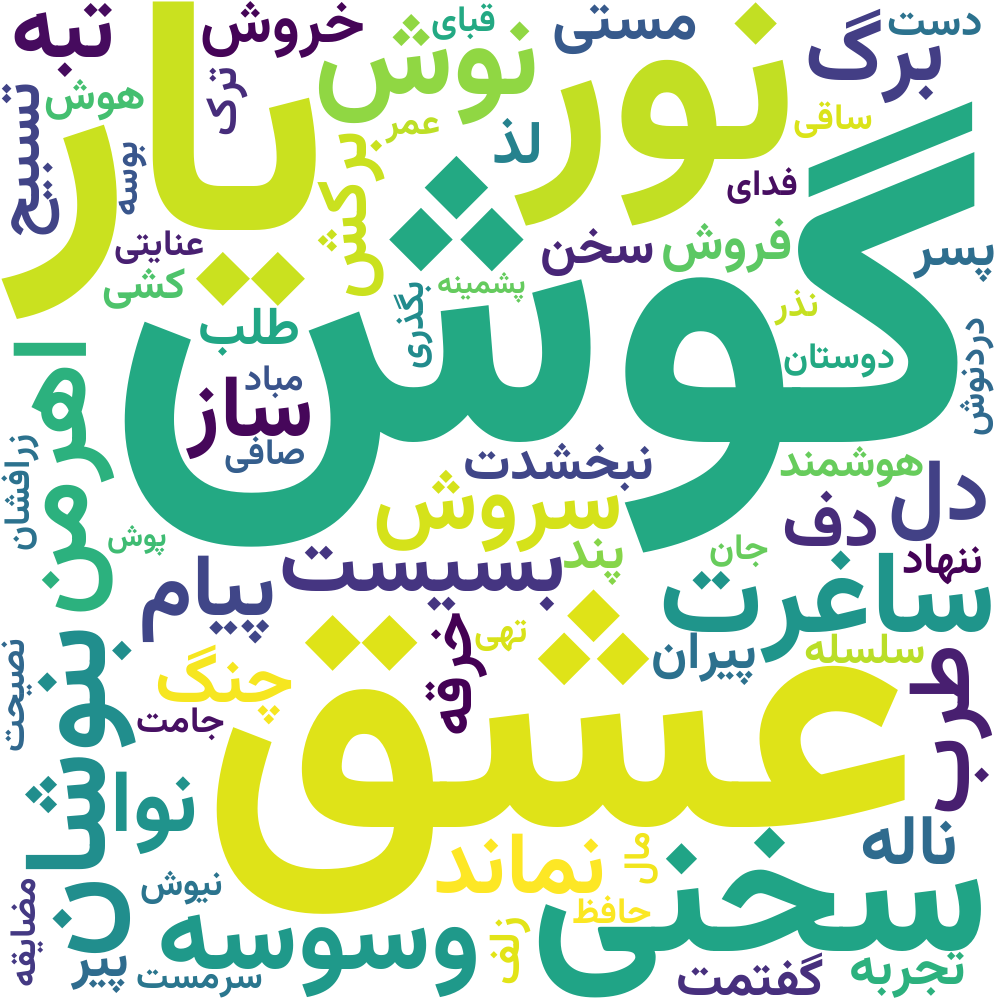 تبه
یار
خروش
ترک
قبای
نوش
مستی
نور
برگ
دست
تسبیح
هوش
بوسه
برکش
عمر
لذ
ساقی
فدای
گوش
عنایتی
کشی
سخن
فروش
پسر
پشمینه
نذر
بگذری
طلب
دوستان
دردنوش
اهرمن
مباد
ساز
صافی
زرافشان
نبخشدت
هوشمند
سروش
دل
دف
پوش
پند
جان
ننهاد
بسیست
پیام
ساغرت
عشق
خرقه
تهی
پیران
سلسله
طرب
نصیحت
بنوشان
چنگ
جامت
نوا
نماند
مال
ناله
سخنی
نیوش
حافظ
مضایقه
وسوسه
زلف
پیر
سرمست
گفتمت
تجربه